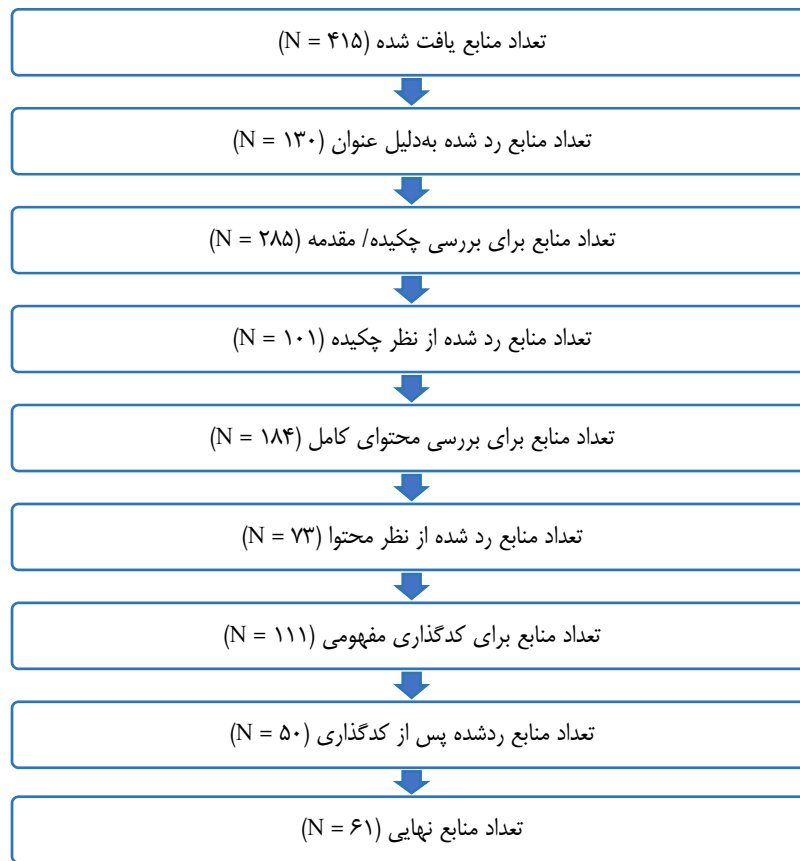 تعداد منابع یافت شده (N = ۴۱۵)
تعداد منابع رد شده به‌دلیل عنوان (N = ۱۳۰)
تعداد منابع برای بررسی چکیده/ مقدمه (N = ۲۸۵)
تعداد منابع رد شده از نظر چکیده (N = ۱۰۱)
تعداد منابع برای بررسی محتوای کامل (N = ۱۸۴)
تعداد منابع رد شده از نظر محتوا (N = ۷۳)
تعداد منابع برای کدگذاری مفهومی (N = ۱۱۱)
تعداد منابع ردشده پس از کدگذاری (N = ۵۰)
تعداد منابع نهایی (N = ۶۱)